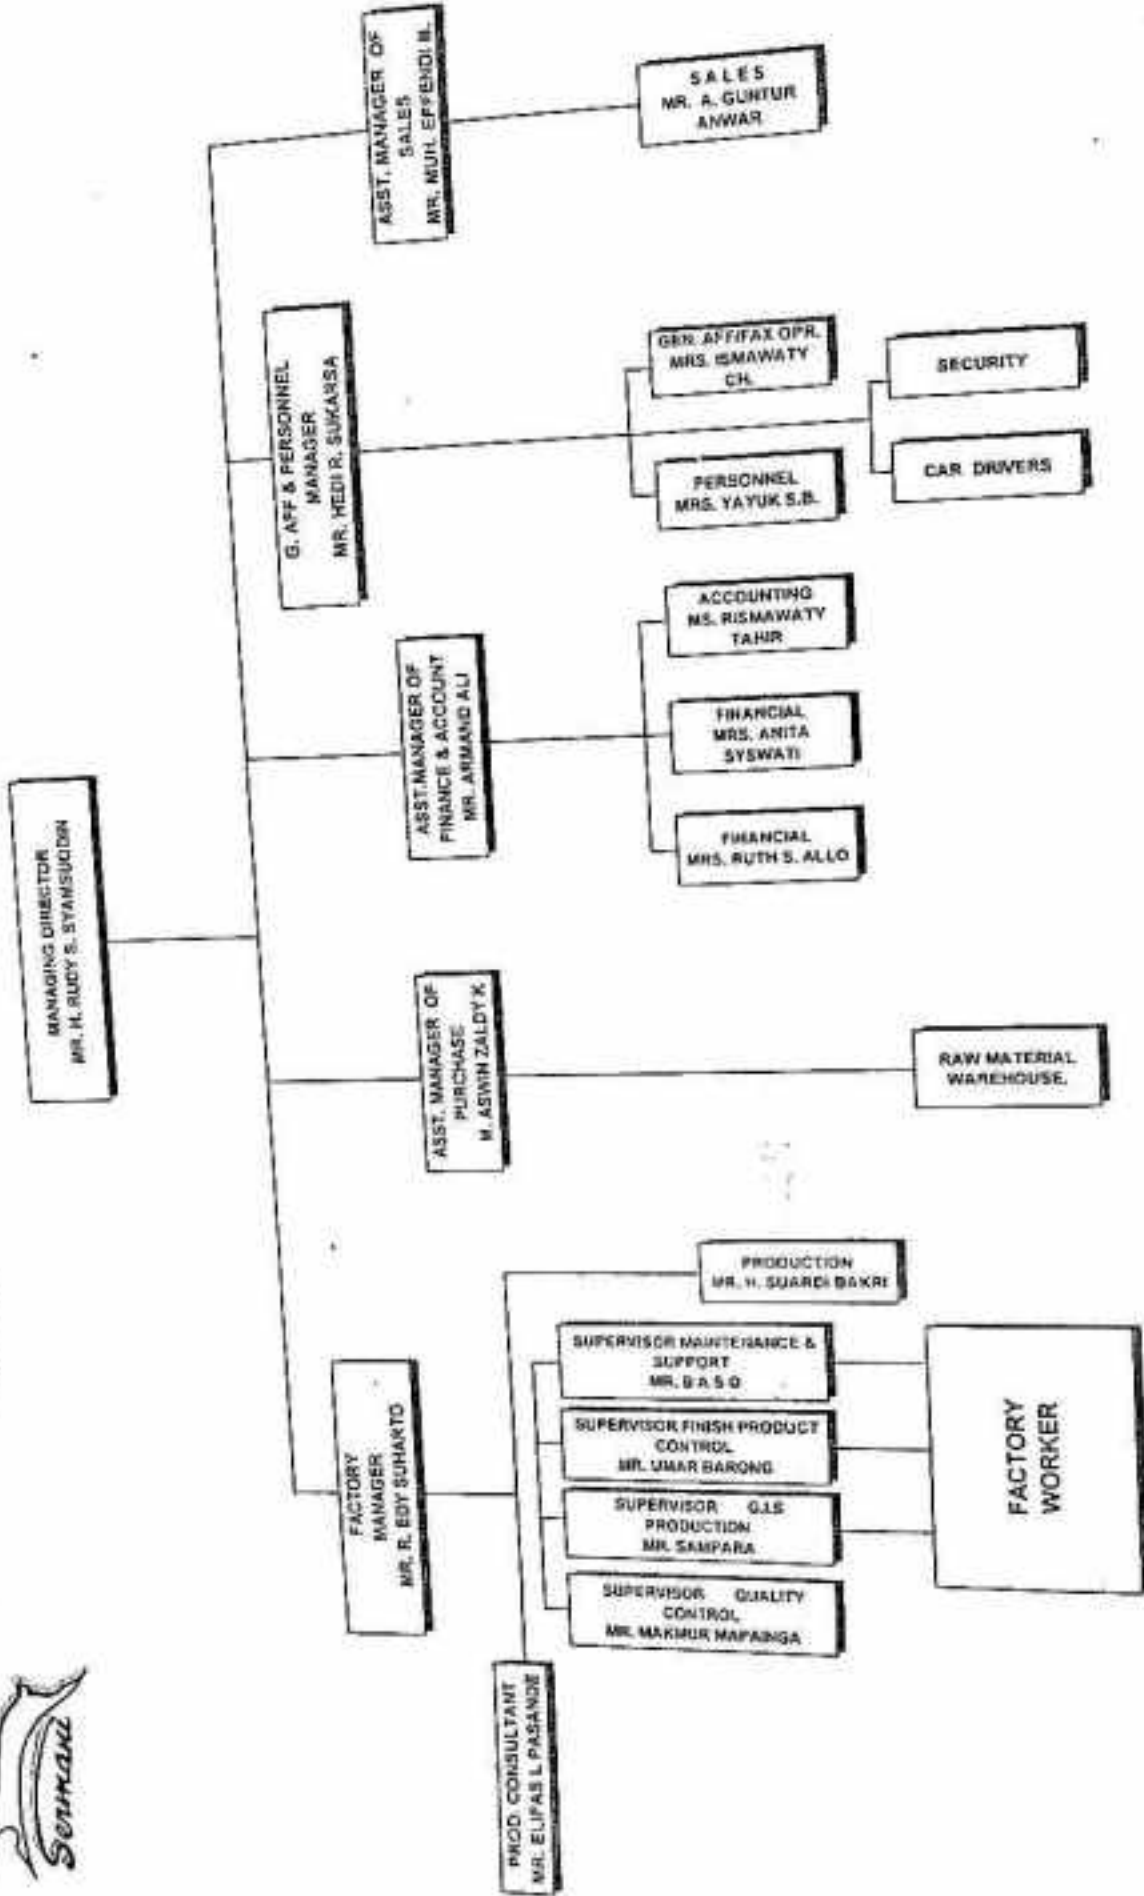 Sermani
MANAGING DIRECTOR
MR. H. RUDY S. SYAMSUDDIN
FACTORY
MANAGER
MR. R. EDY SUHARTO
ASST. MANAGER OF
PURCHASE
M. ASWIN ZALDY K
ASST.MANAGER OF
FINANCE & ACCOUNT
MR. ARMAND ALI
G. AFF & PERSONNEL
MANAGER
MR. HEDI R. SUKARSA
ASST. MANAGER OF
SALES
MR. MUH. EFFENDI M.
PROD. CONSULTANT
MR. ELIFAS L PASANDE
SUPERVISOR QUALITY
CONTROL
MR. MAKMUR MAPAINGA
SUPERVISOR G.I.S
PRODUCTION
MR. SAMPARA
SUPERVISOR FINISH PRODUCT
CONTROL
MR. UMAR BARONG
SUPERVISOR MAINTENANCE &
SUPPORT
MR. B A S O
PRODUCTION
MR. H. SUARDI BAKRI
FACTORY
WORKER
RAW MATERIAL
WAREHOUSE.
FINANCIAL
MRS. RUTH S. ALLO
FINANCIAL
MRS. ANITA
SYSWATI
ACCOUNTING
MS. RISMAWATY
TAHIR
PERSONNEL
MRS. YAYUK S.B.
GEN. AFF/FAX OPR.
MRS. ISMAWATY
CH.
CAR DRIVERS
SECURITY
SALES
MR. A. GUNTUR
ANWAR